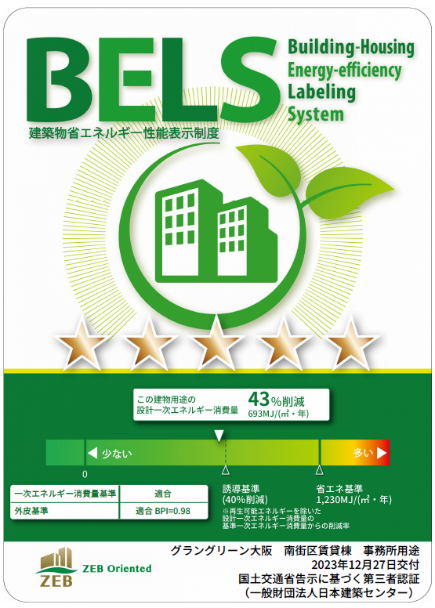 BELS
Building-Housing
Energy-efficiency
Labeling
System
建築物省エネルギー性能表示制度
この建物用途の
設計一次エネルギー消費量
43%削減
693MJ/(㎡・年)
少ない
多い
0
誘導基準
(40%削減)
省エネ基準
1,230MJ/(㎡・年)
※再生可能エネルギーを除いた
設計一次エネルギー消費量の
基準一次エネルギー消費量からの削減率
一次エネルギー消費量基準 適合
外皮基準 適合 BPI=0.98
ZEB
ZEB Oriented
グラングリーン大阪 南街区賃貸棟 事務所用途
2023年12月27日交付
国土交通省告示に基づく第三者認証
(一般財団法人日本建築センター)